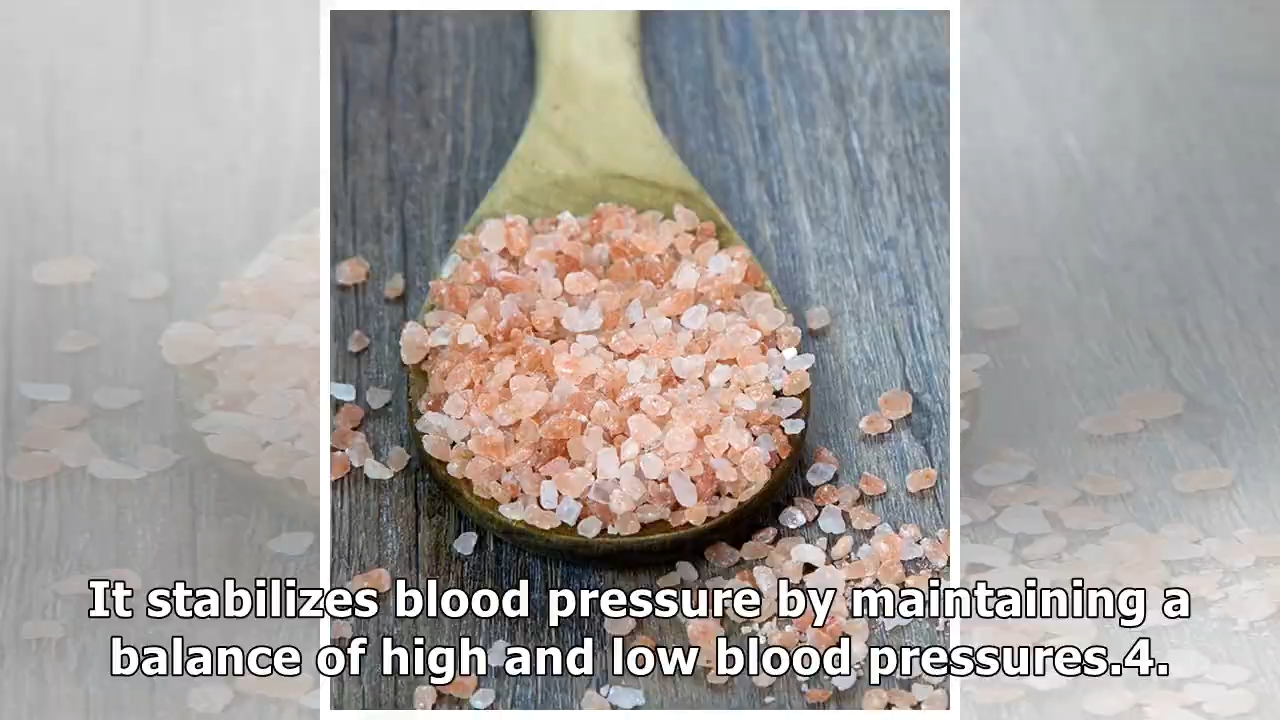 It stabilizes blood pressure by maintaining a
balance of high and low blood pressures.4.